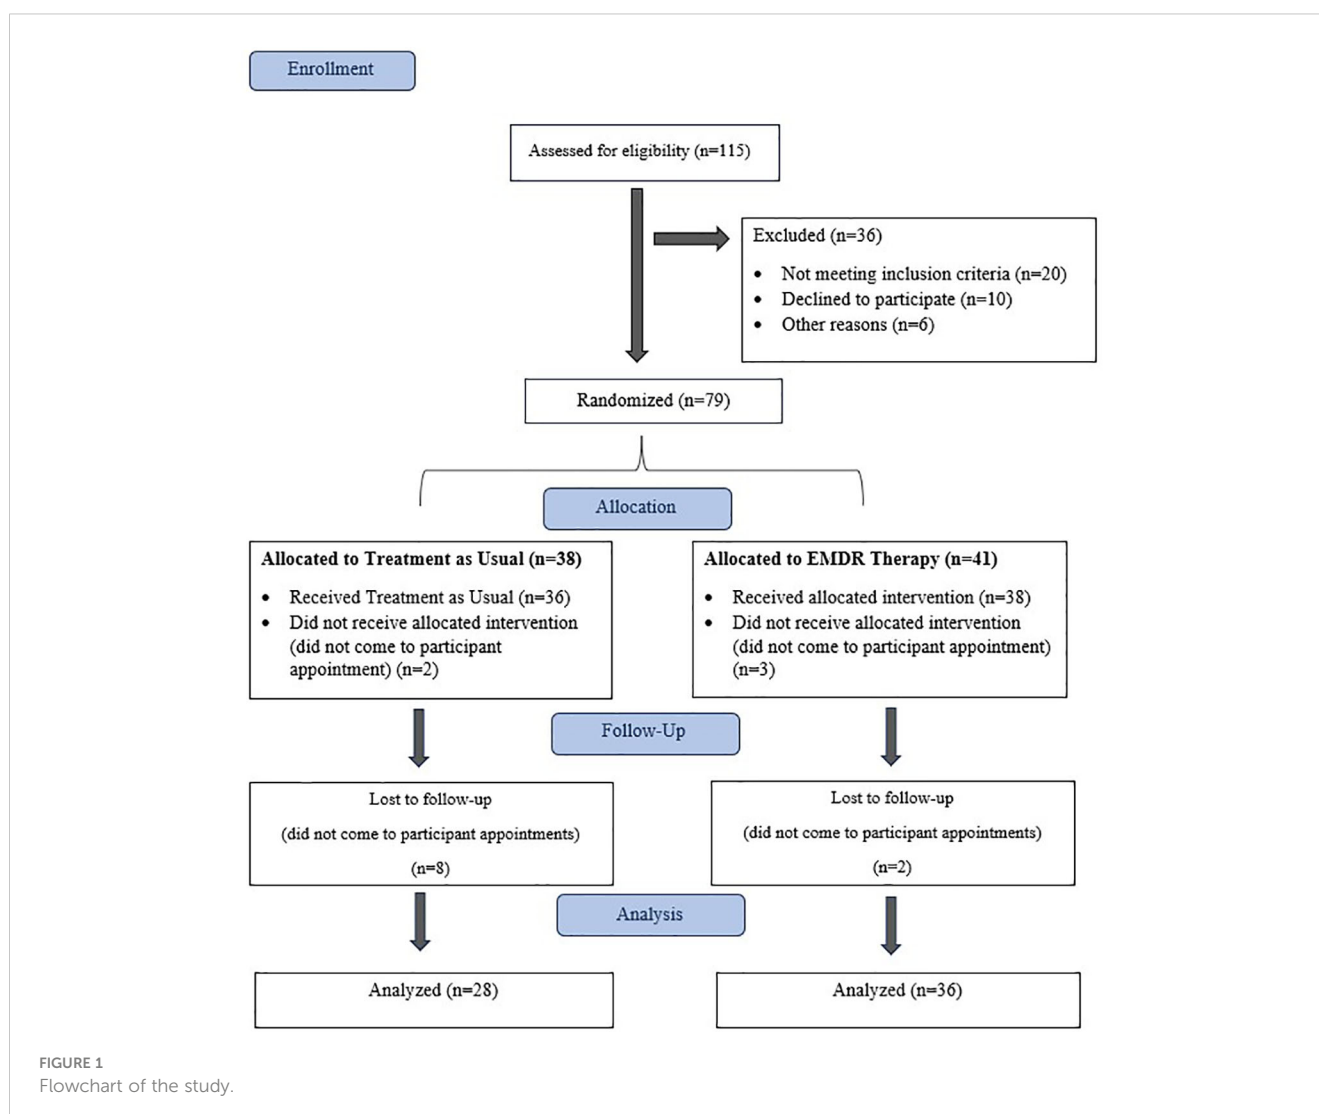 Enrollment
Assessed for eligibility (n=115)
Excluded (n=36)
• Not meeting inclusion criteria (n=20)
• Declined to participate (n=10)
• Other reasons (n=6)
Randomized (n=79)
Allocation
Allocated to Treatment as Usual (n=38)
• Received Treatment as Usual (n=36)
• Did not receive allocated intervention
(did not come to participant
appointment) (n=2)
Allocated to EMDR Therapy (n=41)
• Received allocated intervention (n=38)
• Did not receive allocated intervention
(did not come to participant appointment)
(n=3)
Follow-Up
Lost to follow-up
(did not come to participant appointments)
(n=8)
Lost to follow-up
(did not come to participant appointments)
(n=2)
Analysis
Analyzed (n=28)
Analyzed (n=36)
FIGURE 1
Flowchart of the study.